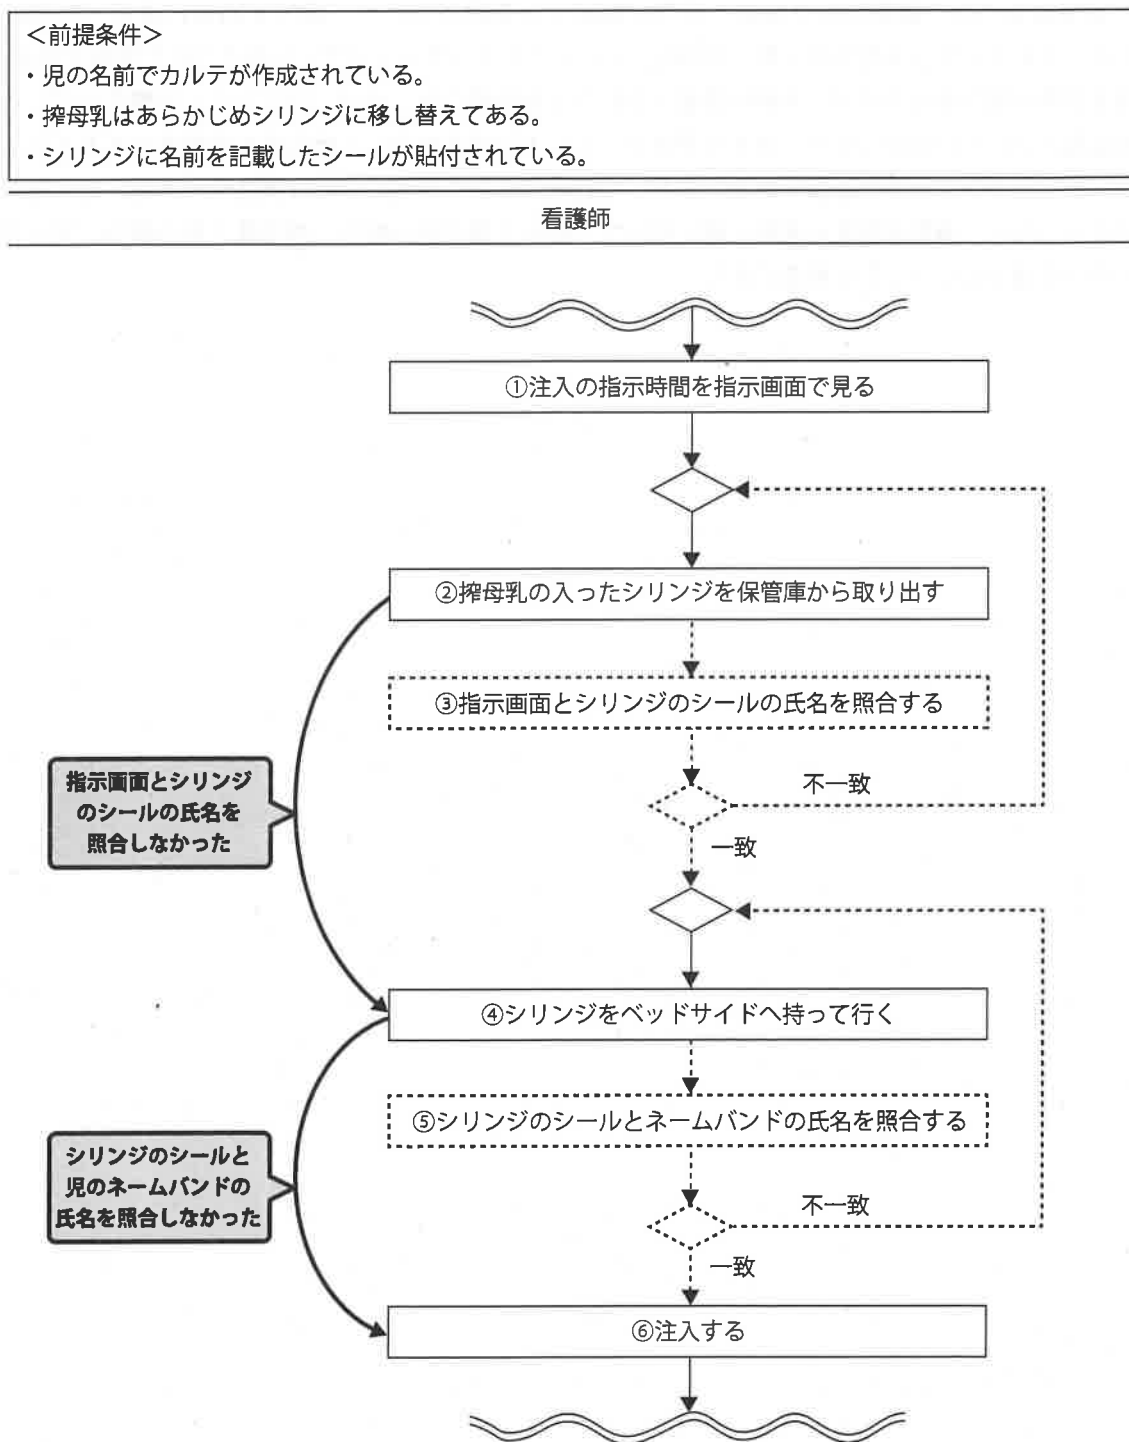 ＜前提条件＞
・児の名前でカルテが作成されている。
・搾母乳はあらかじめシリンジに移し替えてある。
・シリンジに名前を記載したシールが貼付されている。
看護師
①注入の指示時間を指示画面で見る
②搾母乳の入ったシリンジを保管庫から取り出す
③指示画面とシリンジのシールの氏名を照合する
指示画面とシリンジ
のシールの氏名を
照合しなかった
不一致
一致
④シリンジをベッドサイドへ持って行く
⑤シリンジのシールとネームバンドの氏名を照合する
シリンジのシールと
児のネームバンドの
氏名を照合しなかった
不一致
一致
⑥注入する